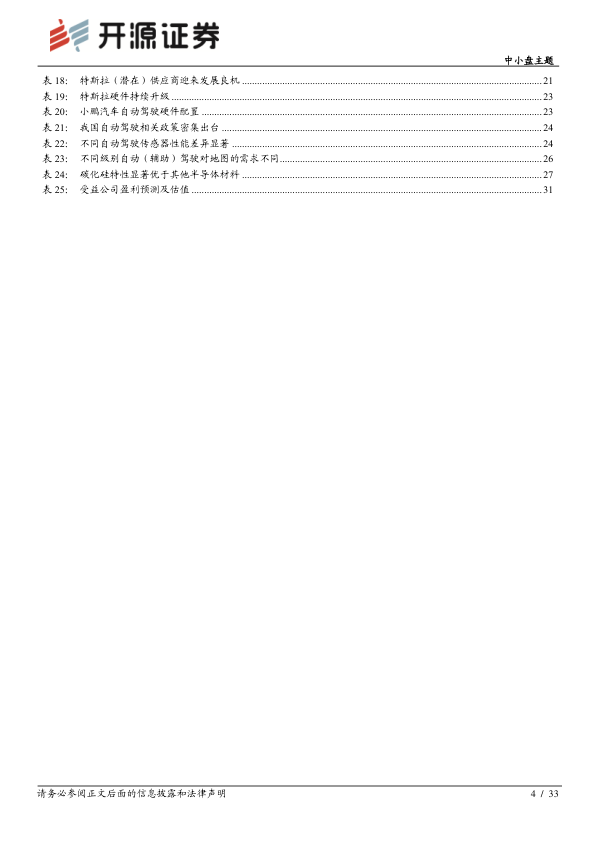 开源证券
中小盘主题
表 18: 特斯拉（潜在）供应商迎来发展良机 ........ 21
表 19: 特斯拉硬件持续升级 ........ 23
表 20: 小鹏汽车自动驾驶硬件配置 ........ 23
表 21: 我国自动驾驶相关政策密集出台 ........ 24
表 22: 不同自动驾驶传感器性能差异显著 ........ 24
表 23: 不同级别自动（辅助）驾驶对地图的需求不同 ........ 26
表 24: 碳化硅特性显著优于其他半导体材料 ........ 27
表 25: 受益公司盈利预测及估值 ........ 31
请务必参阅正文后面的信息披露和法律声明 4 / 33